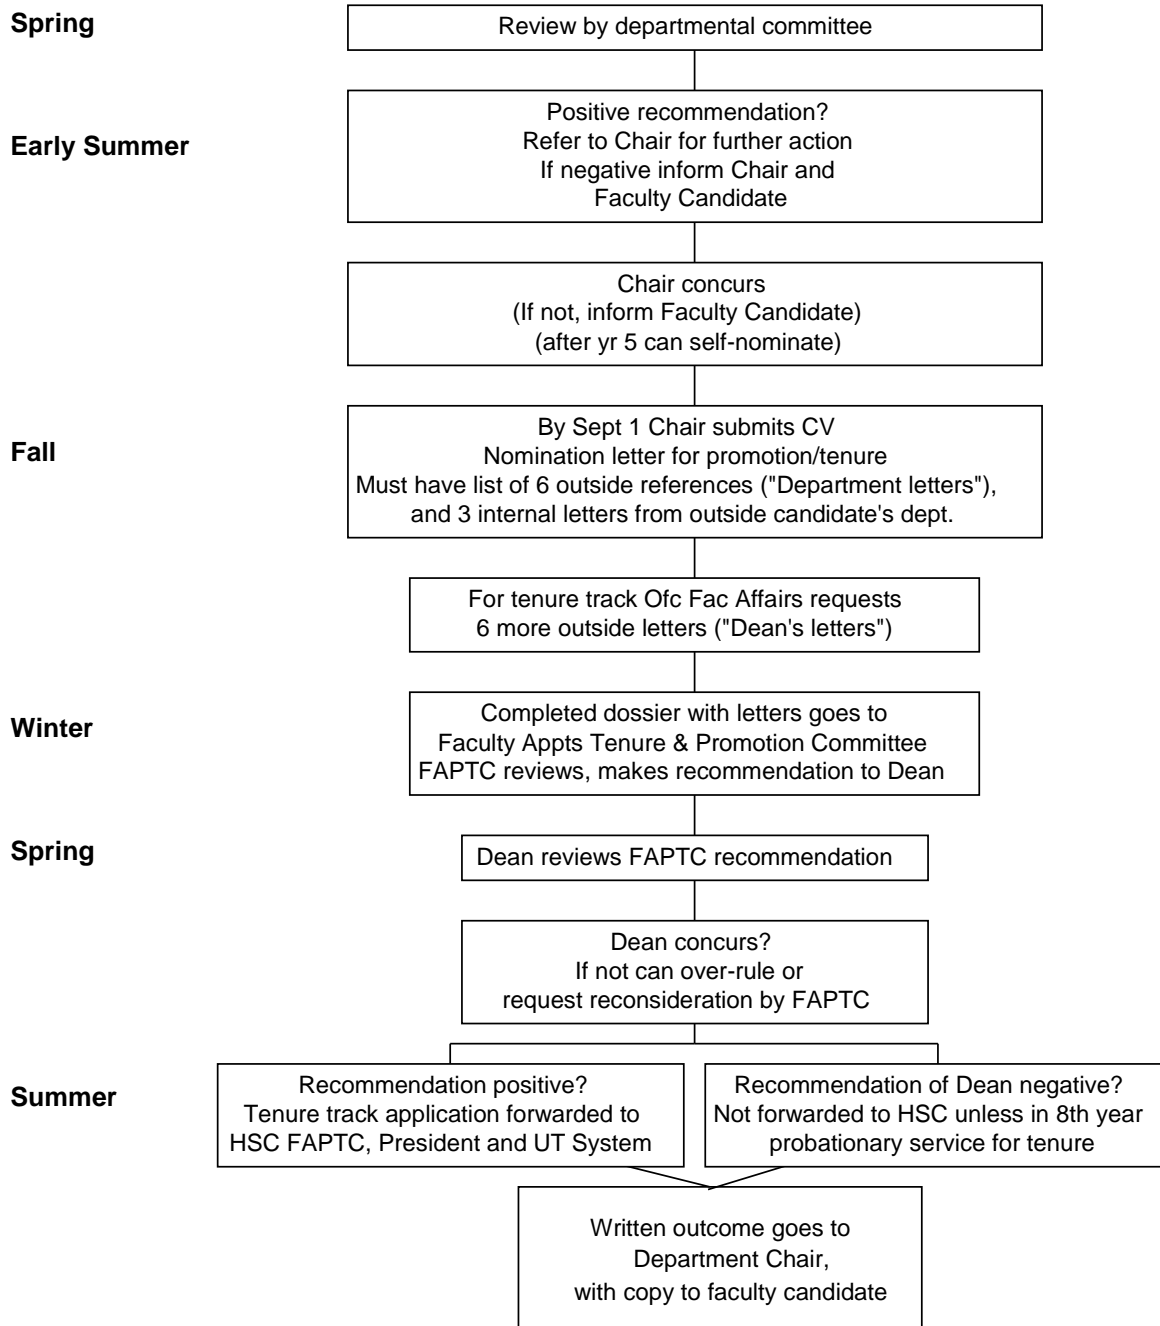 Spring
Review by departmental committee
Early Summer
Positive recommendation?
Refer to Chair for further action
If negative inform Chair and
Faculty Candidate
Chair concurs
(If not, inform Faculty Candidate)
(after yr 5 can self-nominate)
Fall
By Sept 1 Chair submits CV
Nomination letter for promotion/tenure
Must have list of 6 outside references ("Department letters"),
and 3 internal letters from outside candidate's dept.
For tenure track Ofc Fac Affairs requests
6 more outside letters ("Dean's letters")
Winter
Completed dossier with letters goes to
Faculty Appts Tenure & Promotion Committee
FAPTC reviews, makes recommendation to Dean
Spring
Dean reviews FAPTC recommendation
Dean concurs?
If not can over-rule or
request reconsideration by FAPTC
Summer
Recommendation positive?
Tenure track application forwarded to
HSC FAPTC, President and UT System
Recommendation of Dean negative?
Not forwarded to HSC unless in 8th year
probationary service for tenure
Written outcome goes to
Department Chair,
with copy to faculty candidate